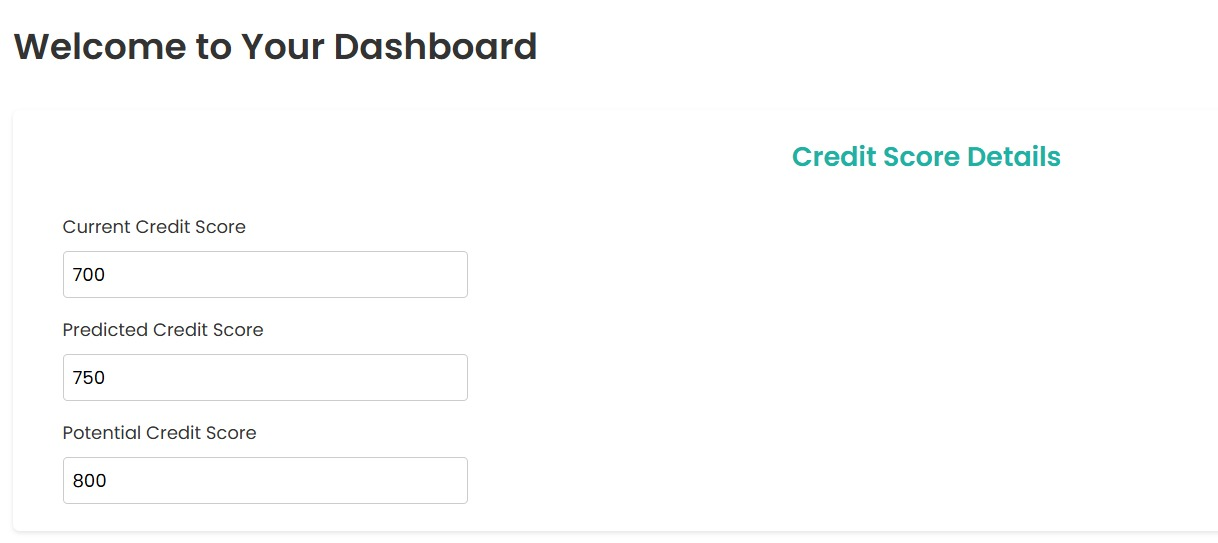 Welcome to Your Dashboard
Credit Score Details
Current Credit Score
700
Predicted Credit Score
750
Potential Credit Score
800